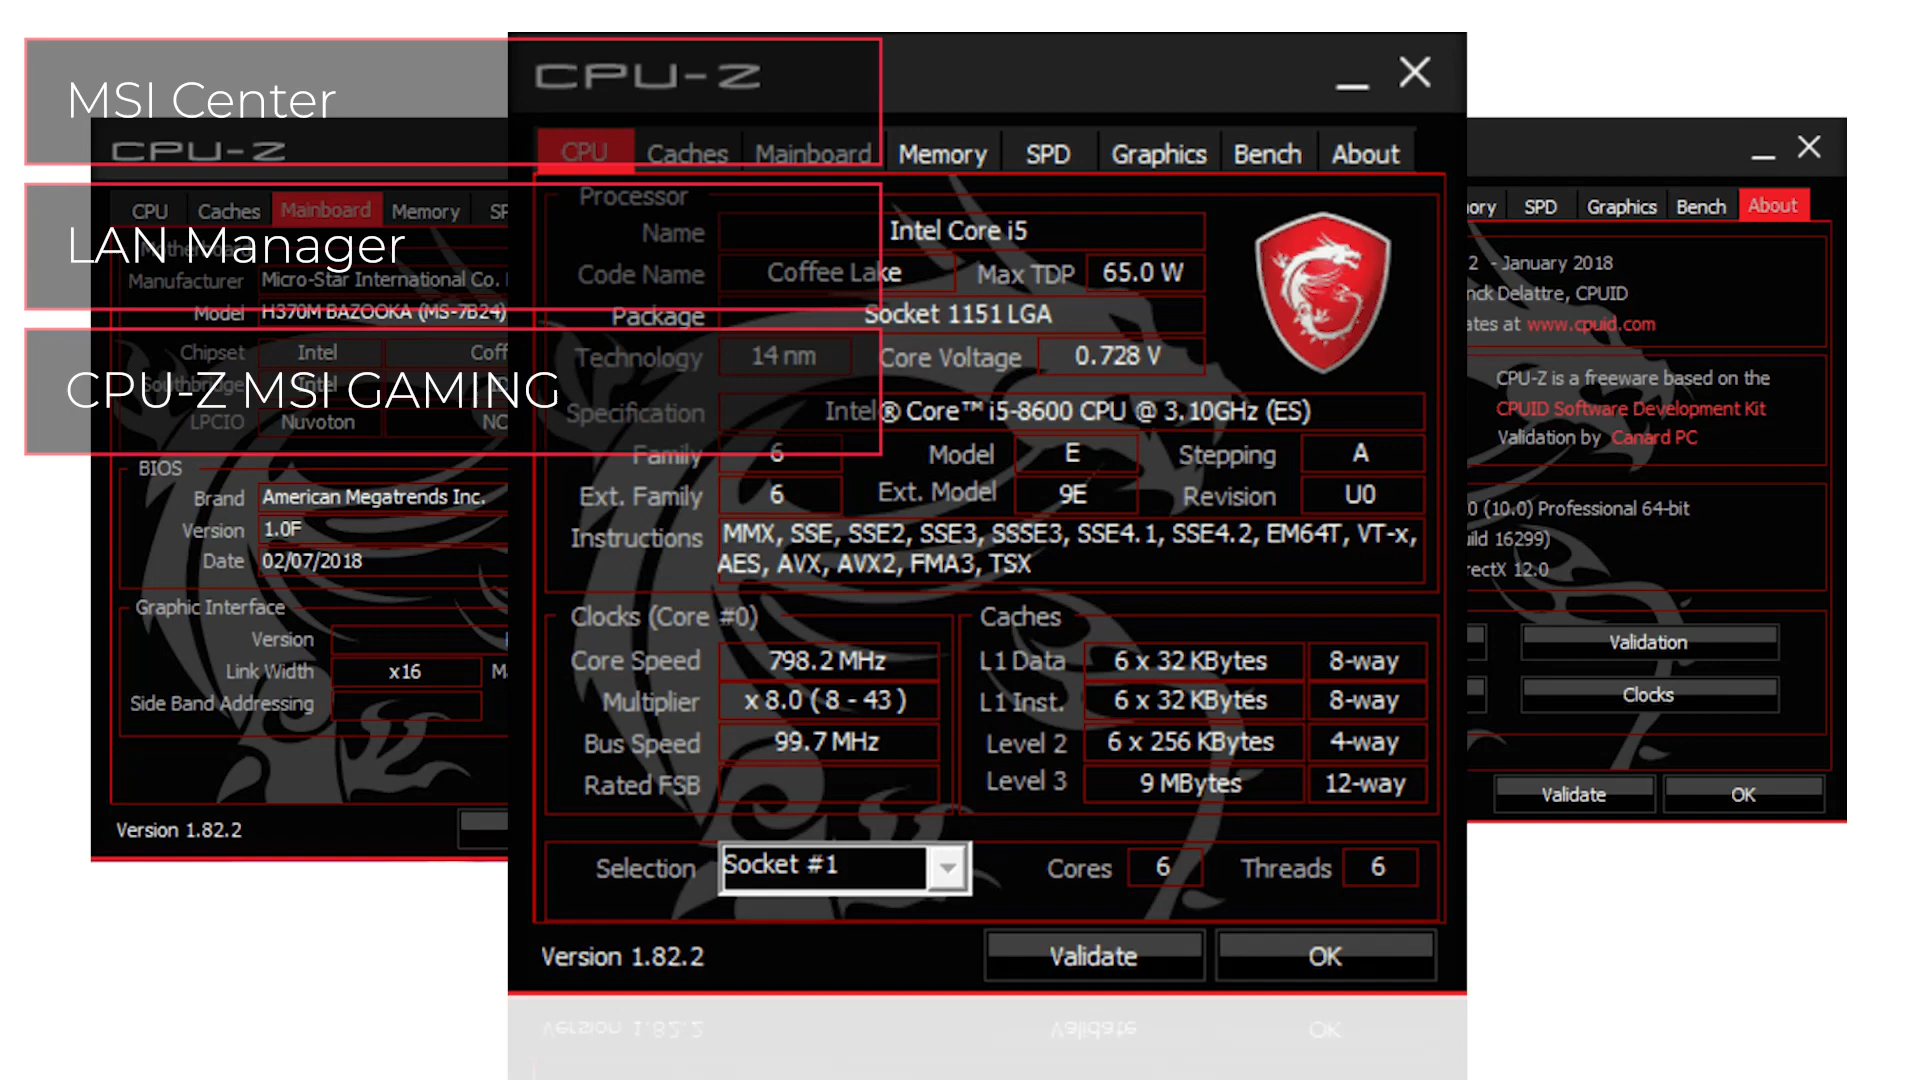 MSI Center
LAN Manager
CPU-Z MSI GAMING
CPU-Z
CPU Caches Mainboard Memory
Manufacturer Micro-Star International Co.
Model H370M BAZOOKA (MS-7B24)
Chipset Intel
Southbridge Intel
LPCIO Nuvoton
BIOS
Brand American Megatrends Inc.
Version 1.0F
Date 02/07/2018
Graphic Interface
Version
Link Width x16
Side Band Addressing
Version 1.82.2
CPU-Z
CPU Caches Mainboard Memory SPD Graphics Bench About
Processor
Name Intel Core i5
Code Name Coffee Lake Max TDP 65.0 W
Package Socket 1151 LGA
Technology 14 nm Core Voltage 0.728 V
Specification Intel® Core™ i5-8600 CPU @ 3.10GHz (ES)
Family 6 Model E Stepping A
Ext. Family 6 Ext. Model 9E Revision U0
Instructions MMX, SSE, SSE2, SSE3, SSSE3, SSE4.1, SSE4.2, EM64T, VT-x,
AES, AVX, AVX2, FMA3, TSX
Clocks (Core #0)
Core Speed 798.2 MHz
Multiplier x 8.0 ( 8 - 43 )
Bus Speed 99.7 MHz
Rated FSB
Caches
L1 Data 6 x 32 KBytes 8-way
L1 Inst. 6 x 32 KBytes 8-way
Level 2 6 x 256 KBytes 4-way
Level 3 9 MBytes 12-way
Selection Socket #1 Cores 6 Threads 6
Version 1.82.2 Validate OK
SPD Graphics Bench About
2 - January 2018
Delattre, CPUID
at www.cpuid.com
CPU-Z is a freeware based on the
CPUID Software Development Kit
Validation by Canard PC
0 (10.0) Professional 64-bit
16299)
12.0
Validation
Clocks
Validate OK